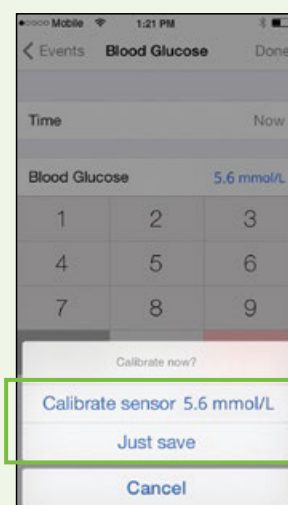 Mobile 1:21 PM
Events Blood Glucose Done
Time Now
Blood Glucose 5.6 mmol/L
1 2 3
4 5 6
7 8 9
Calibrate now?
Calibrate sensor 5.6 mmol/L
Just save
Cancel